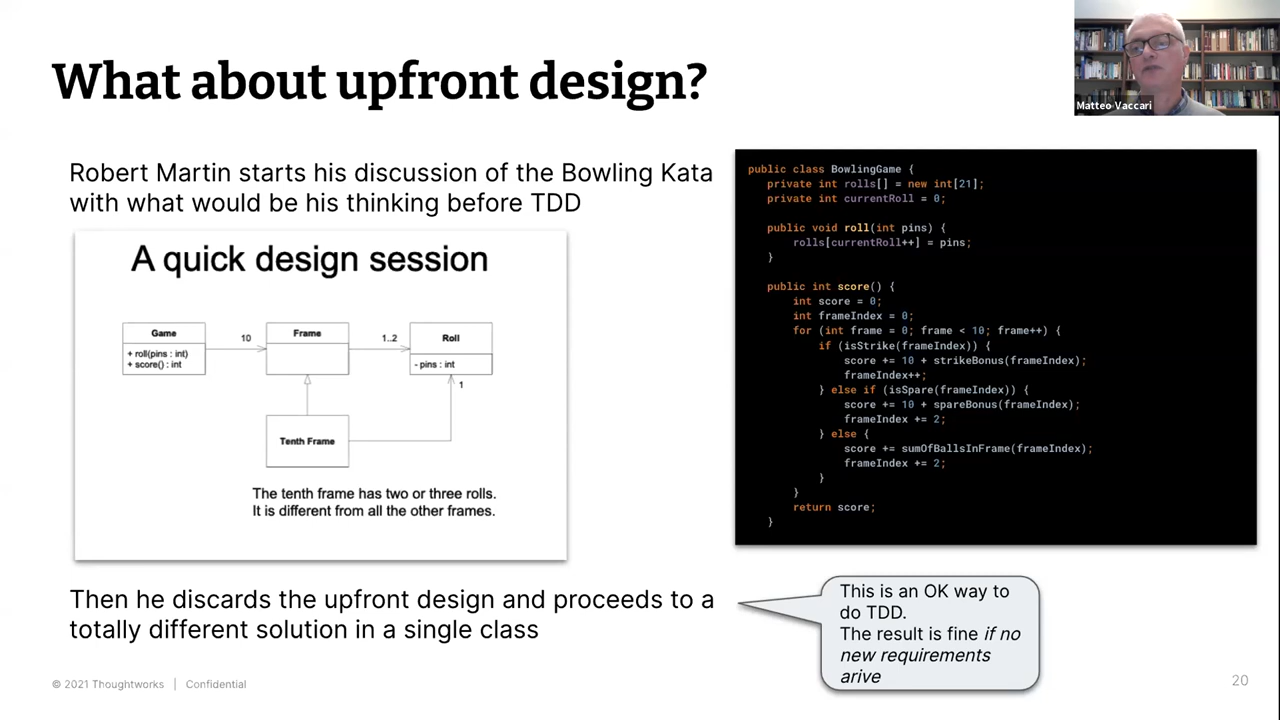 What about upfront design?
Matteo Vaccari
Robert Martin starts his discussion of the Bowling Kata
with what would be his thinking before TDD
A quick design session
Game
+ roll(pins : int)
+ score() : int
10
Frame
1..2
Roll
- pins : int
1
Tenth Frame
The tenth frame has two or three rolls.
It is different from all the other frames.
public class BowlingGame {
private int rolls[] = new int[21];
private int currentRoll = 0;
public void roll(int pins) {
rolls[currentRoll++] = pins;
}
public int score() {
int score = 0;
int frameIndex = 0;
for (int frame = 0; frame < 10; frame++) {
if (isStrike(frameIndex)) {
score += 10 + strikeBonus(frameIndex);
frameIndex++;
} else if (isSpare(frameIndex)) {
score += 10 + spareBonus(frameIndex);
frameIndex += 2;
} else {
score += sumOfBallsInFrame(frameIndex);
frameIndex += 2;
}
}
return score;
}
Then he discards the upfront design and proceeds to a
totally different solution in a single class
This is an OK way to
do TDD.
The result is fine if no
new requirements
arive
© 2021 Thoughtworks | Confidential
20